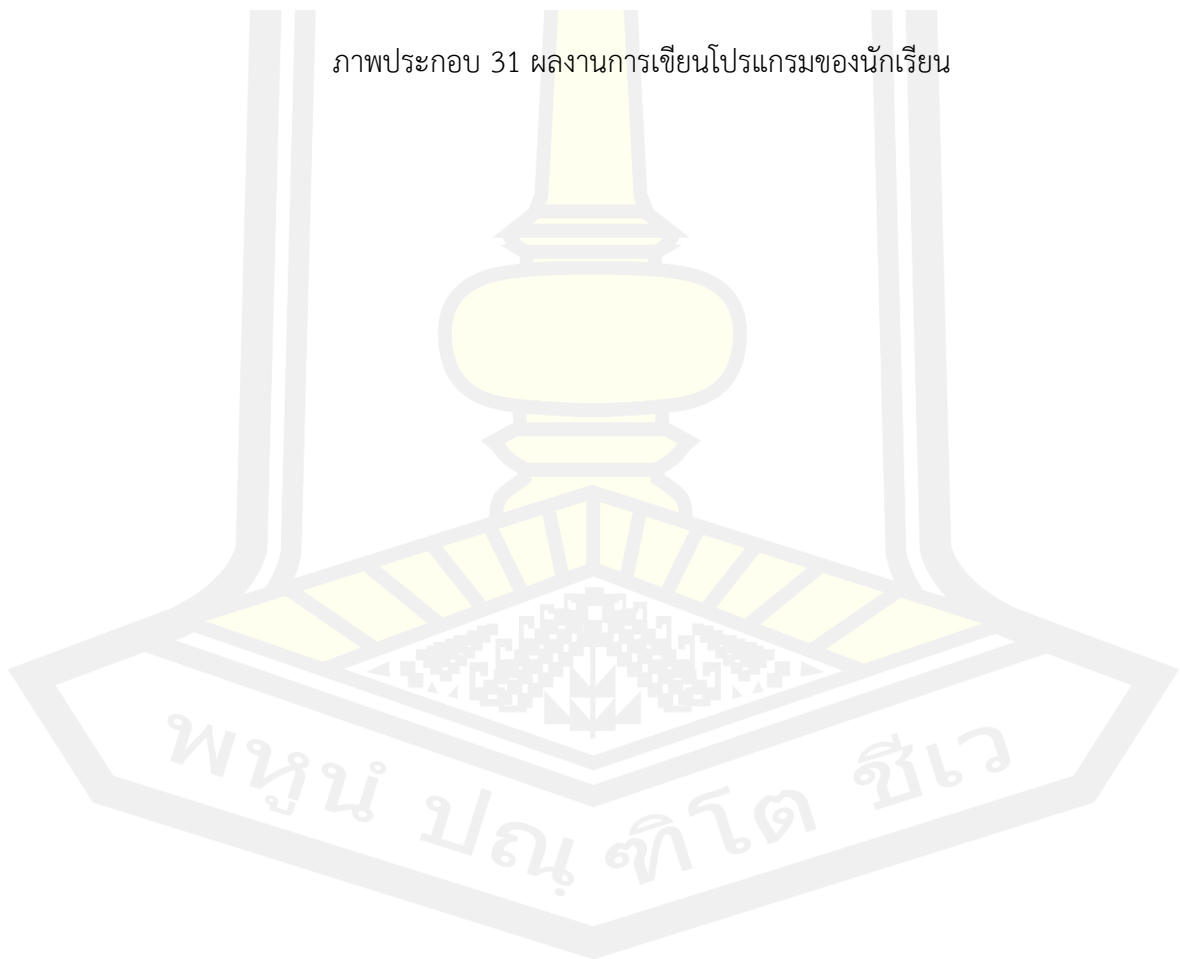 ภาพประกอบ 31 ผลงานการเขียนโปรแกรมของนักเรียน
พหูนํ ปณฺฑิโต ชีเว